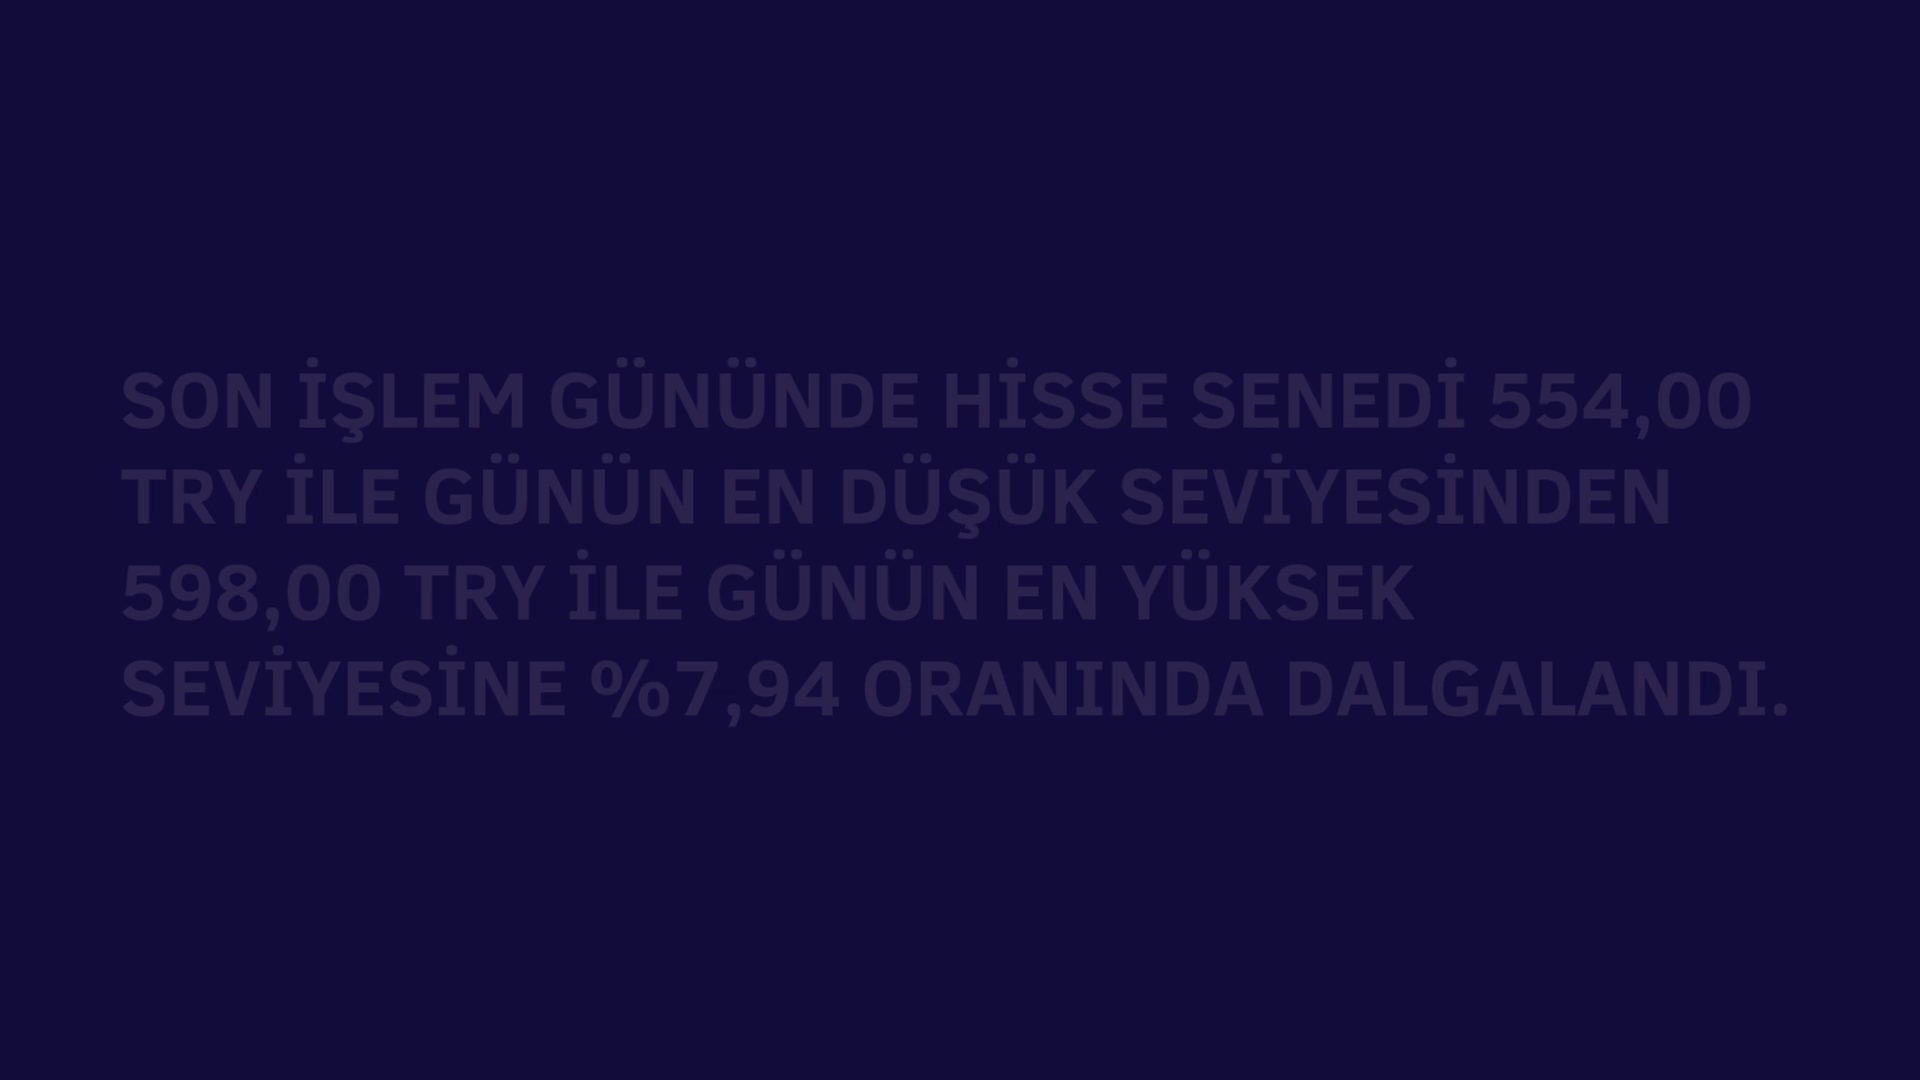 SON İŞLEM GÜNÜNDE HİSSE SENEDİ 554,00
TRY İLE GÜNÜN EN DÜŞÜK SEVİYESİNDEN
598,00 TRY İLE GÜNÜN EN YÜKSEK
SEVİYESİNE %7,94 ORANINDA DALGALANDI.